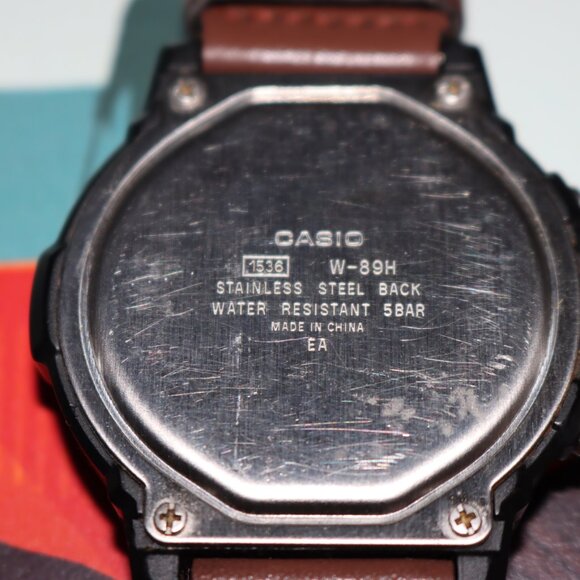 CASIO
1536 W-89H
STAINLESS STEEL BACK
WATER RESISTANT 5BAR
MADE IN CHINA
EA